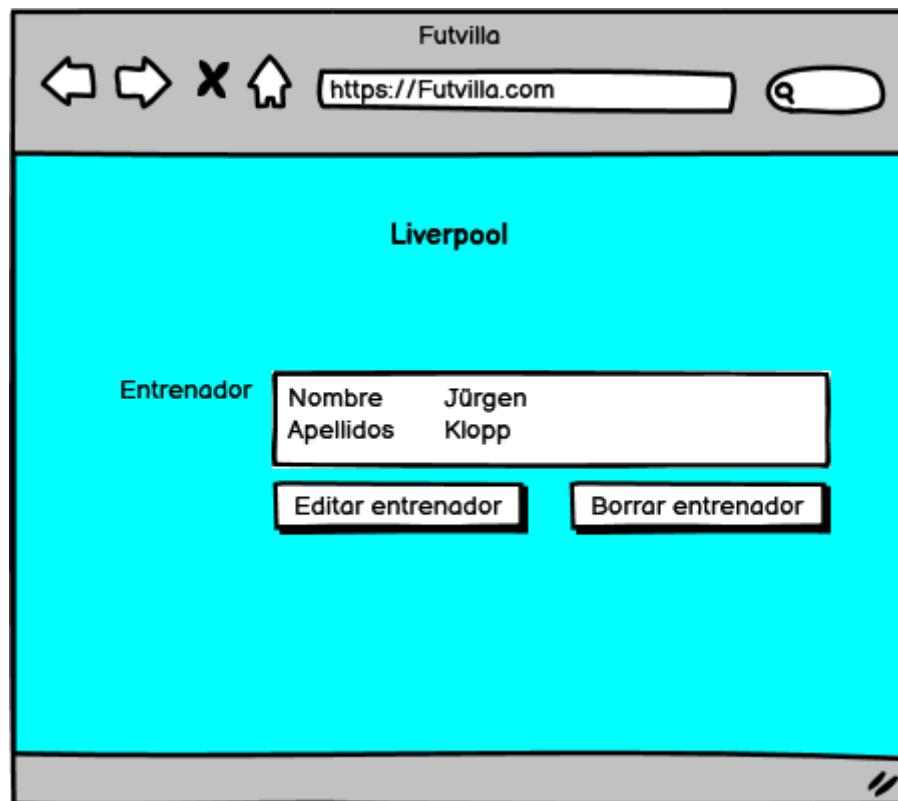 Futvilla
https://Futvilla.com
Liverpool
Entrenador
Nombre Jürgen
Apellidos Klopp
Editar entrenador Borrar entrenador